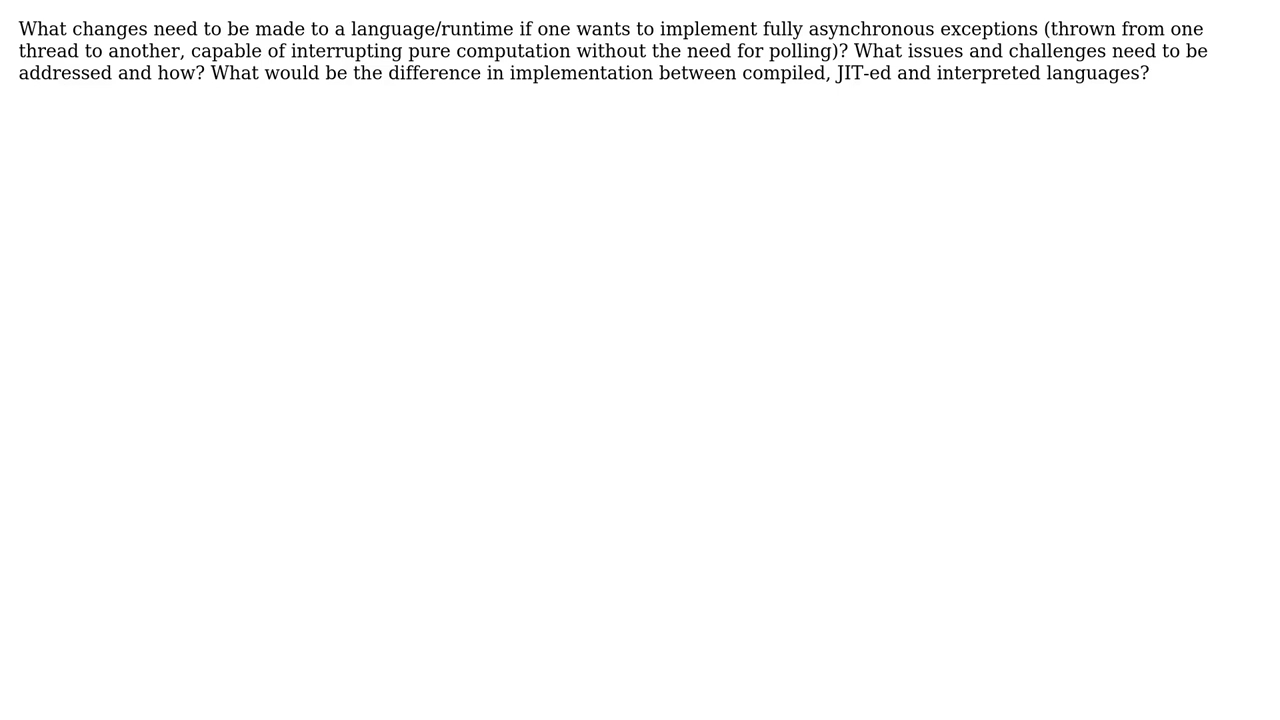 What changes need to be made to a language/runtime if one wants to implement fully asynchronous exceptions (thrown from one
thread to another, capable of interrupting pure computation without the need for polling)? What issues and challenges need to be
addressed and how? What would be the difference in implementation between compiled, JIT-ed and interpreted languages?